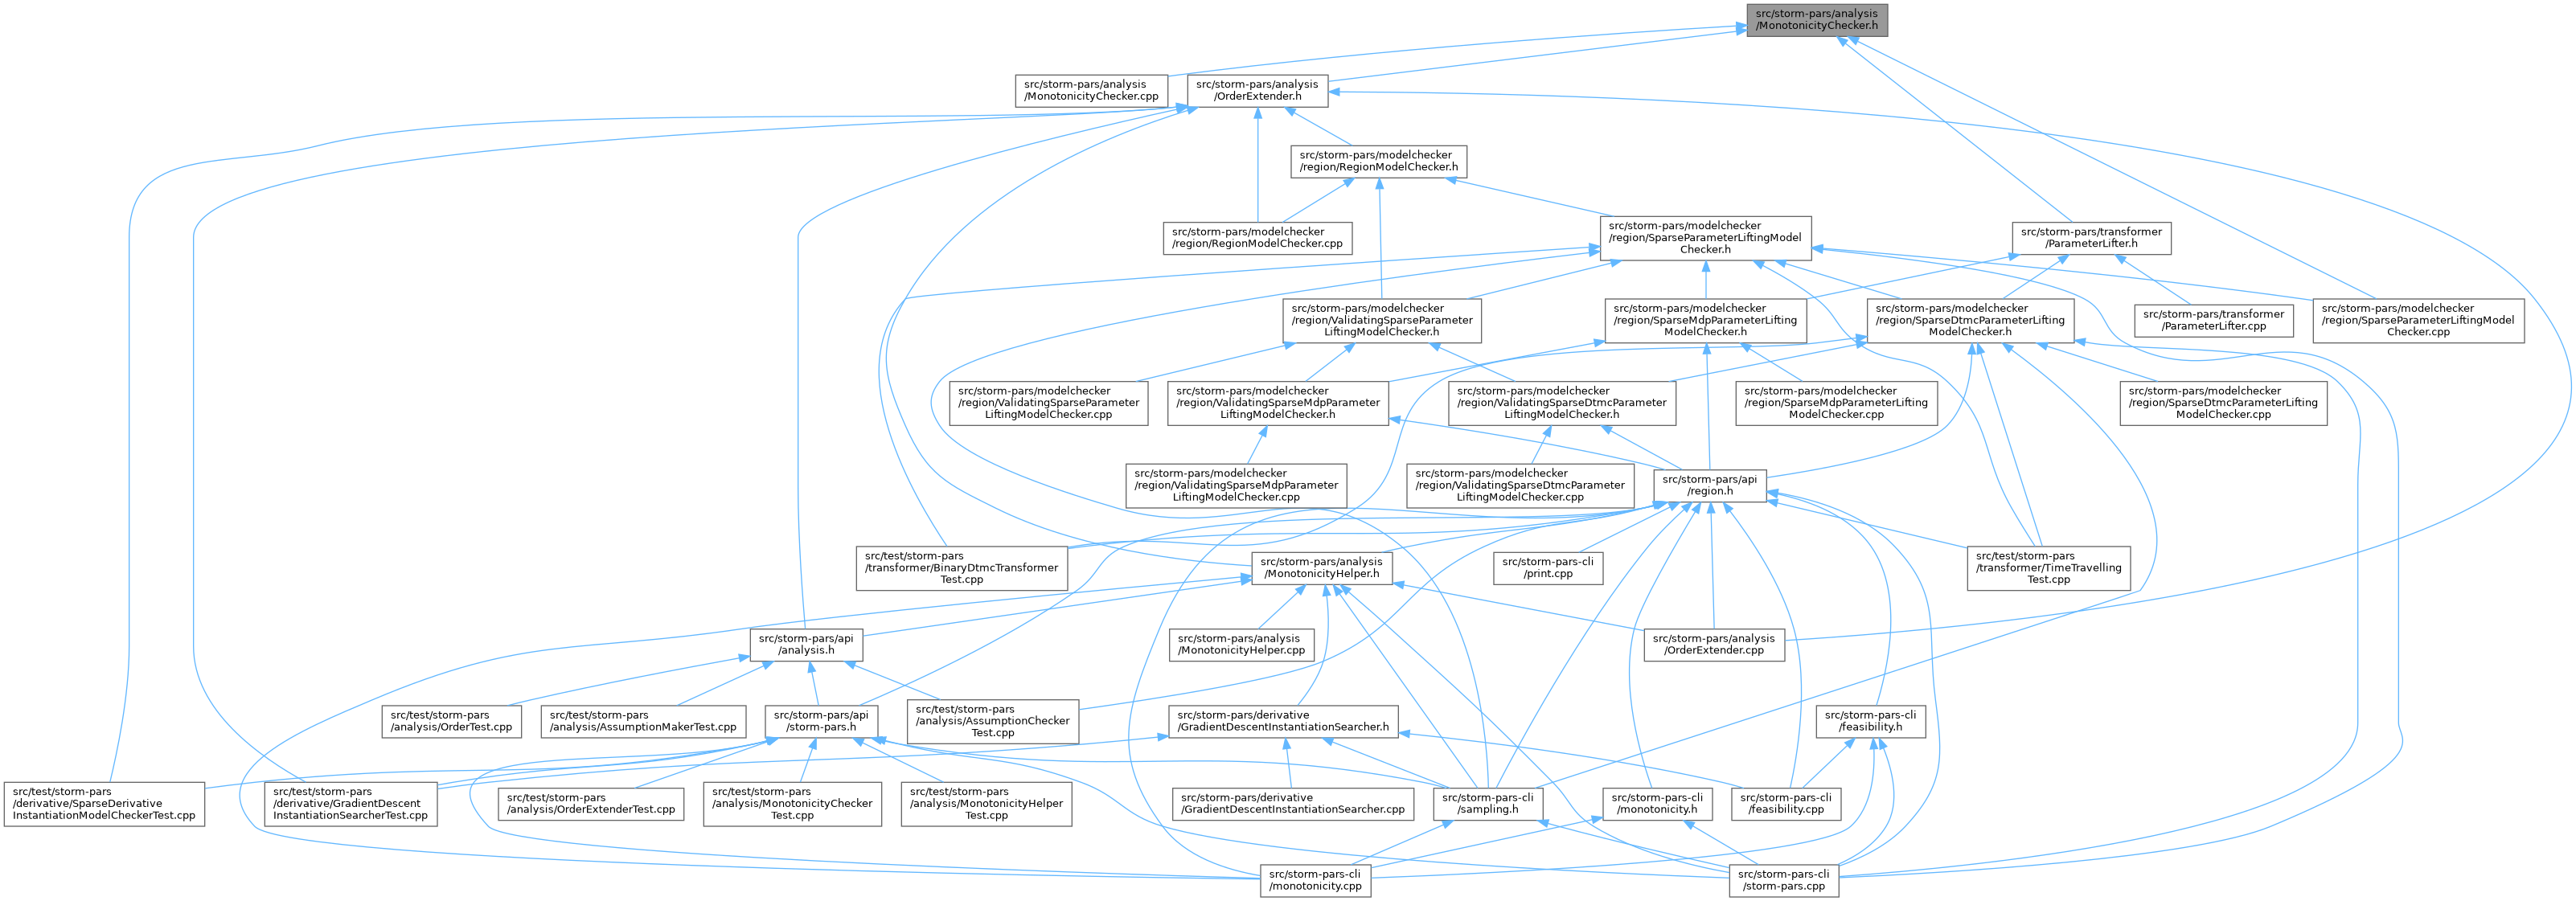 src/storm-pars/analysis
/MonotonicityChecker.h
src/storm-pars/analysis
/MonotonicityChecker.cpp
src/storm-pars/analysis
/OrderExtender.h
src/storm-pars/modelchecker
/region/RegionModelChecker.h
src/storm-pars/modelchecker
/region/RegionModelChecker.cpp
src/storm-pars/modelchecker
/region/SparseParameterLiftingModel
Checker.h
src/storm-pars/transformer
/ParameterLifter.h
src/storm-pars/modelchecker
/region/ValidatingSparseParameter
LiftingModelChecker.h
src/storm-pars/modelchecker
/region/SparseMdpParameterLifting
ModelChecker.h
src/storm-pars/modelchecker
/region/SparseDtmcParameterLifting
ModelChecker.h
src/storm-pars/transformer
/ParameterLifter.cpp
src/storm-pars/modelchecker
/region/SparseParameterLiftingModel
Checker.cpp
src/storm-pars/modelchecker
/region/ValidatingSparseParameter
LiftingModelChecker.cpp
src/storm-pars/modelchecker
/region/ValidatingSparseMdpParameter
LiftingModelChecker.h
src/storm-pars/modelchecker
/region/ValidatingSparseDtmcParameter
LiftingModelChecker.h
src/storm-pars/modelchecker
/region/SparseMdpParameterLifting
ModelChecker.cpp
src/storm-pars/modelchecker
/region/SparseDtmcParameterLifting
ModelChecker.cpp
src/storm-pars/modelchecker
/region/ValidatingSparseMdpParameter
LiftingModelChecker.cpp
src/storm-pars/modelchecker
/region/ValidatingSparseDtmcParameter
LiftingModelChecker.cpp
src/storm-pars/api
/region.h
src/test/storm-pars
/transformer/BinaryDtmcTransformer
Test.cpp
src/storm-pars/analysis
/MonotonicityHelper.h
src/storm-pars-cli
/print.cpp
src/test/storm-pars
/transformer/TimeTravelling
Test.cpp
src/storm-pars/api
/analysis.h
src/storm-pars/analysis
/MonotonicityHelper.cpp
src/storm-pars/analysis
/OrderExtender.cpp
src/test/storm-pars
/analysis/OrderTest.cpp
src/test/storm-pars
/analysis/AssumptionMakerTest.cpp
src/storm-pars/api
/storm-pars.h
src/test/storm-pars
/analysis/AssumptionChecker
Test.cpp
src/storm-pars/derivative
/GradientDescentInstantiationSearcher.h
src/storm-pars-cli
/feasibility.h
src/test/storm-pars
/derivative/SparseDerivative
InstantiationModelCheckerTest.cpp
src/test/storm-pars
/derivative/GradientDescent
InstantiationSearcherTest.cpp
src/test/storm-pars
/analysis/OrderExtenderTest.cpp
src/test/storm-pars
/analysis/MonotonicityChecker
Test.cpp
src/test/storm-pars
/analysis/MonotonicityHelper
Test.cpp
src/storm-pars/derivative
/GradientDescentInstantiationSearcher.cpp
src/storm-pars-cli
/sampling.h
src/storm-pars-cli
/monotonicity.h
src/storm-pars-cli
/feasibility.cpp
src/storm-pars-cli
/monotonicity.cpp
src/storm-pars-cli
/storm-pars.cpp